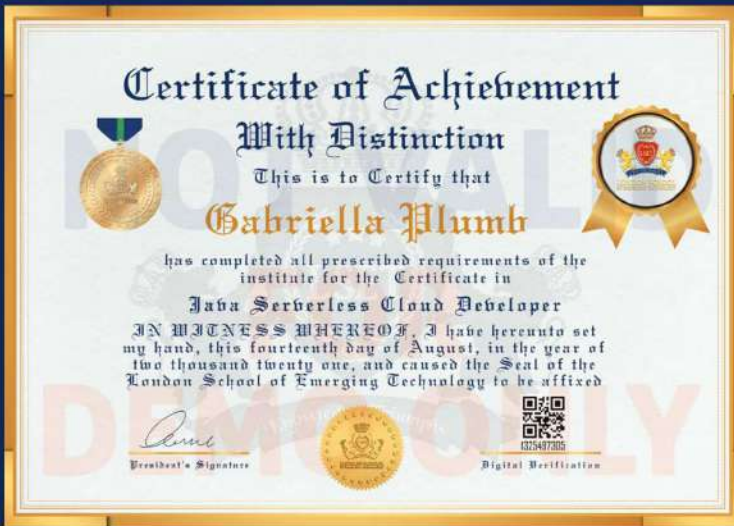 Certificate of Achievement
With Distinction
This is to Certify that
Gabriella Plumb
has completed all prescribed requirements of the
institute for the Certificate in
Java Serverless Cloud Developer
IN WITNESS WHEREOF, I have hereunto set
my hand, this fourteenth day of August, in the year of
two thousand twenty one, and caused the Seal of the
London School of Emerging Technology to be affixed
NOT VALID
DEMO ONLY
1325497305
President's Signature
Digital Verification